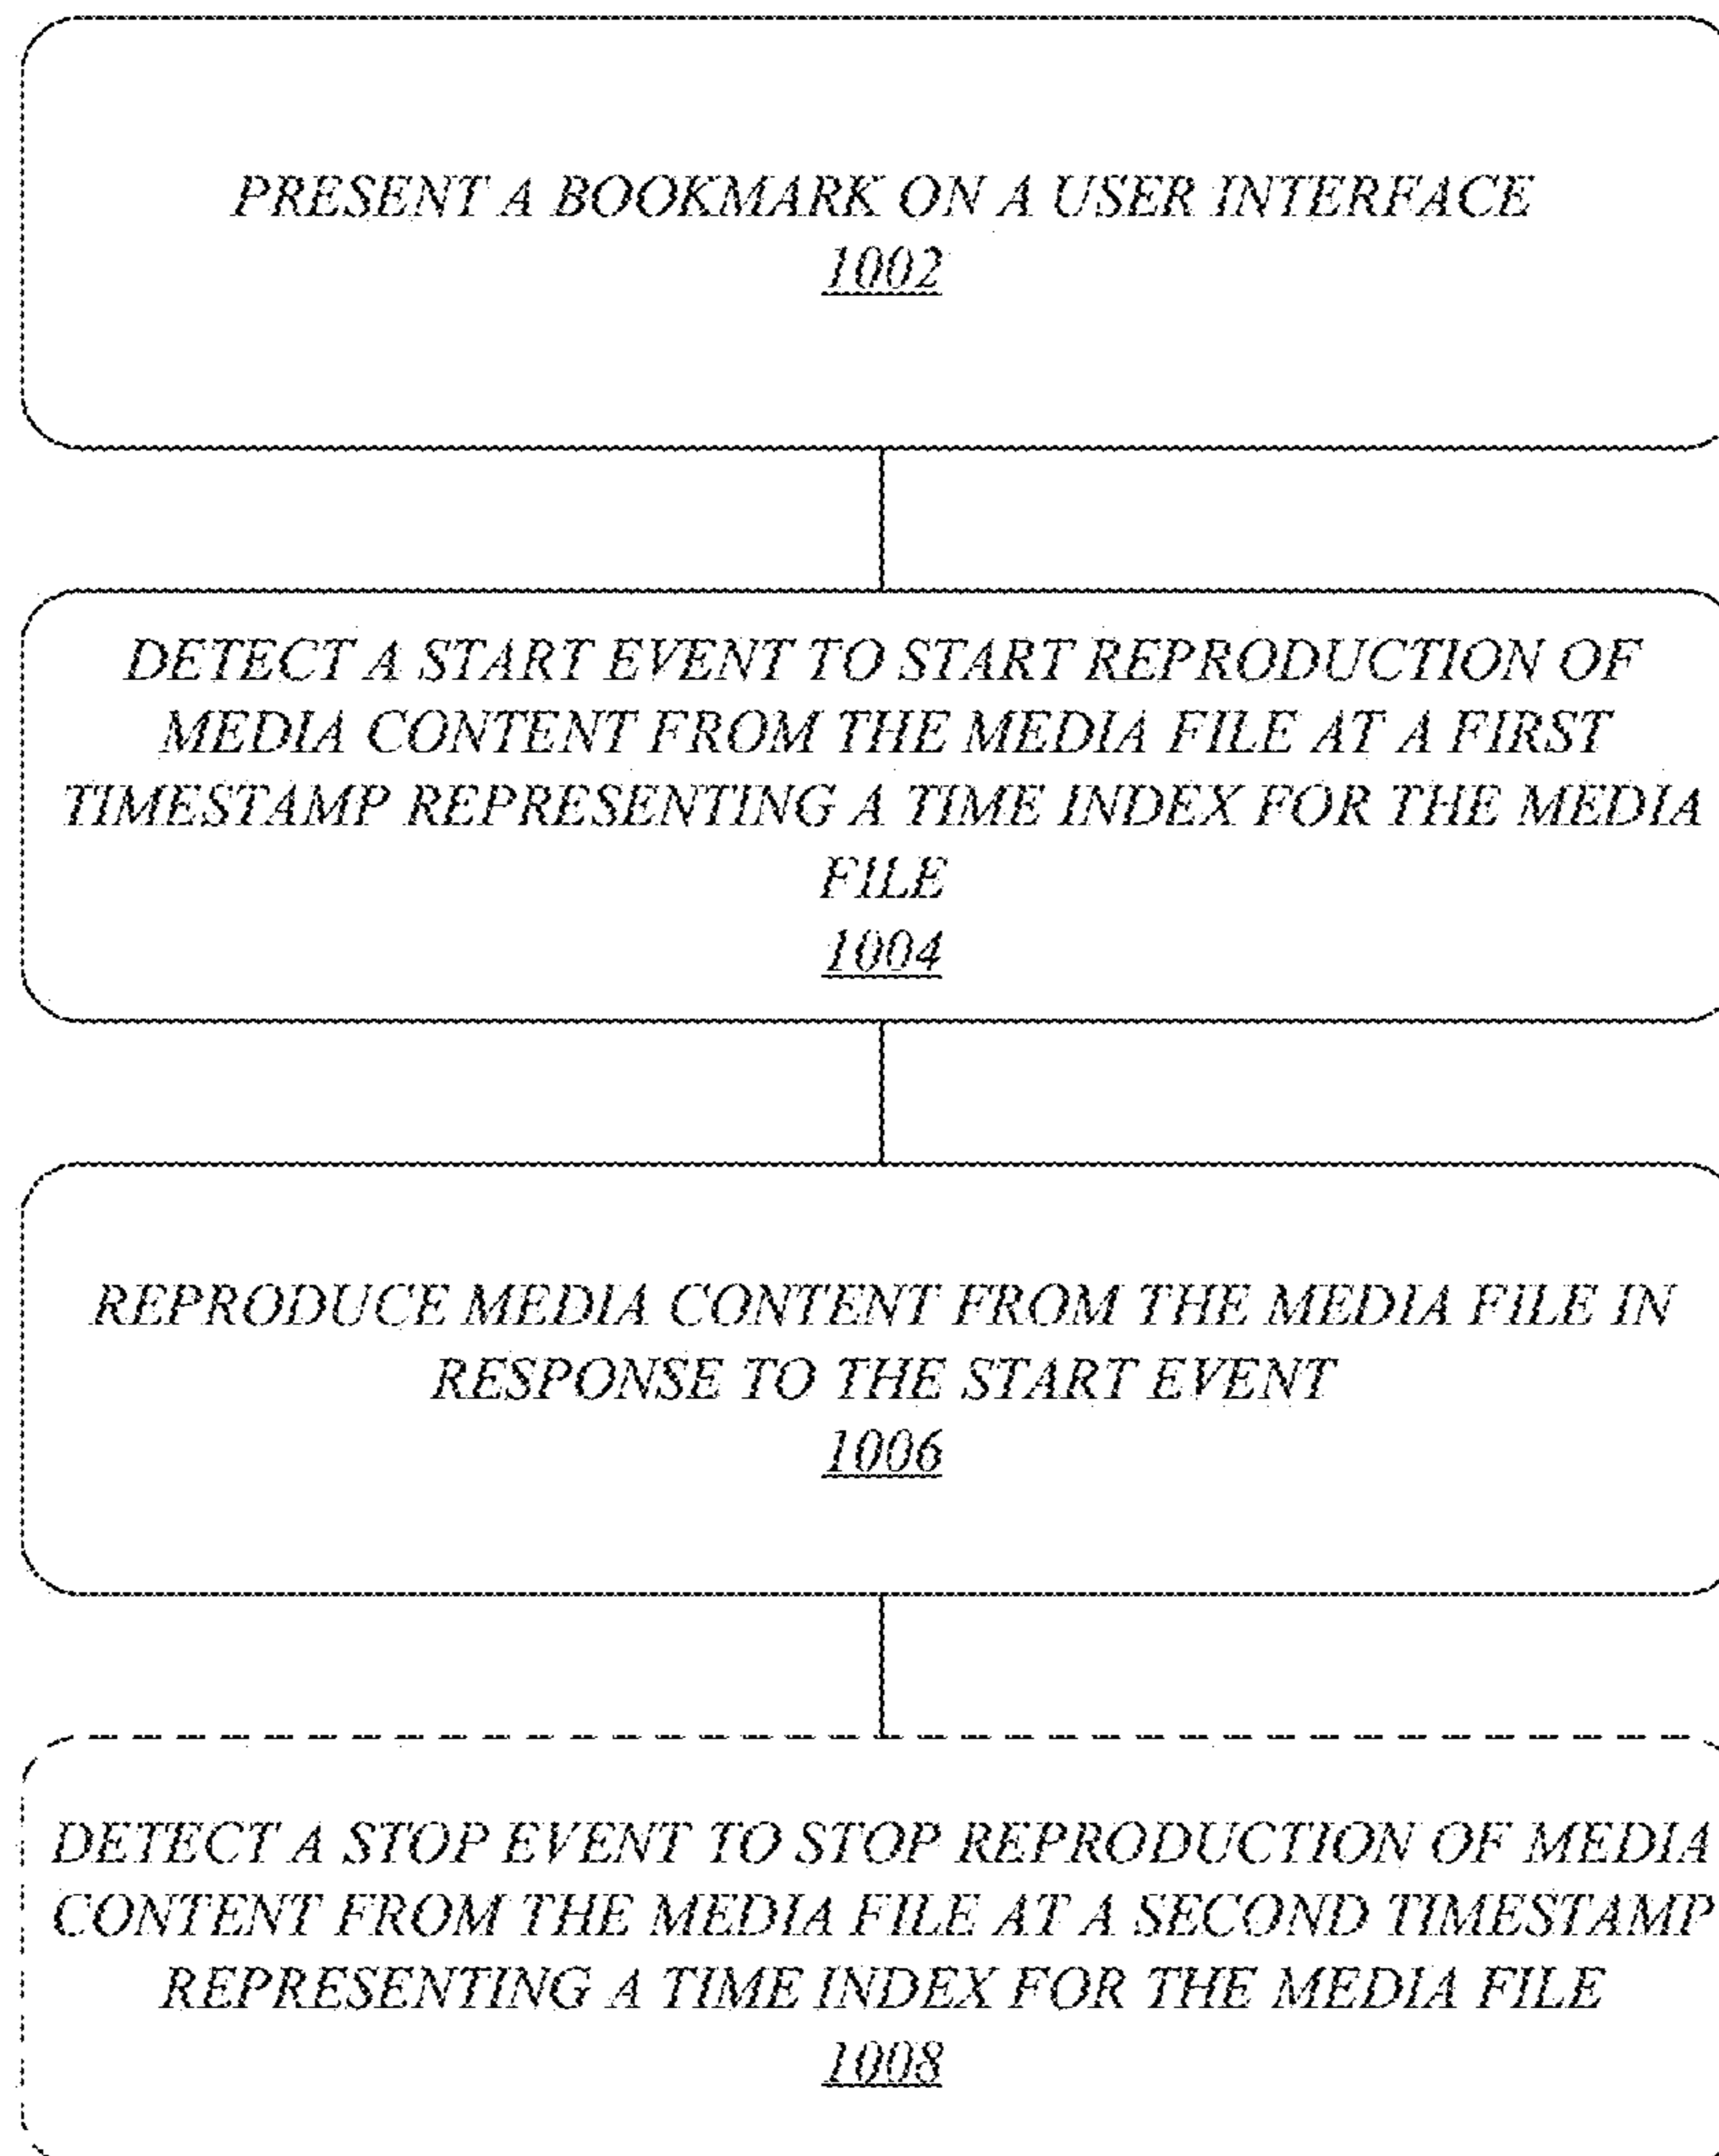 PRESENT A BOOKMARK ON A USER INTERFACE
1002
DETECT A START EVENT TO START REPRODUCTION OF
MEDIA CONTENT FROM THE MEDIA FILE AT A FIRST
TIMESTAMP REPRESENTING A TIME INDEX FOR THE MEDIA
FILE
1004
REPRODUCE MEDIA CONTENT FROM THE MEDIA FILE IN
RESPONSE TO THE START EVENT
1006
DETECT A STOP EVENT TO STOP REPRODUCTION OF MEDIA
CONTENT FROM THE MEDIA FILE AT A SECOND TIMESTAMP
REPRESENTING A TIME INDEX FOR THE MEDIA FILE
1008